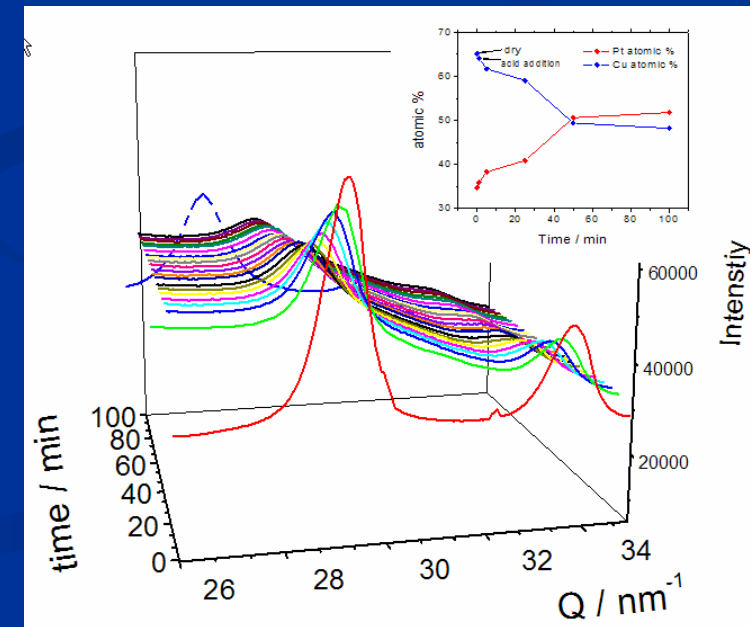 70
60
50
40
30
atomic %
dry
acid addition
Pt atomic %
Cu atomic %
0 20 40 60 80 100
Time / min
60000
40000
20000
Intenstiy
100
80
60
40
20
0
time / min
26 28 30 32 34
Q / nm-1